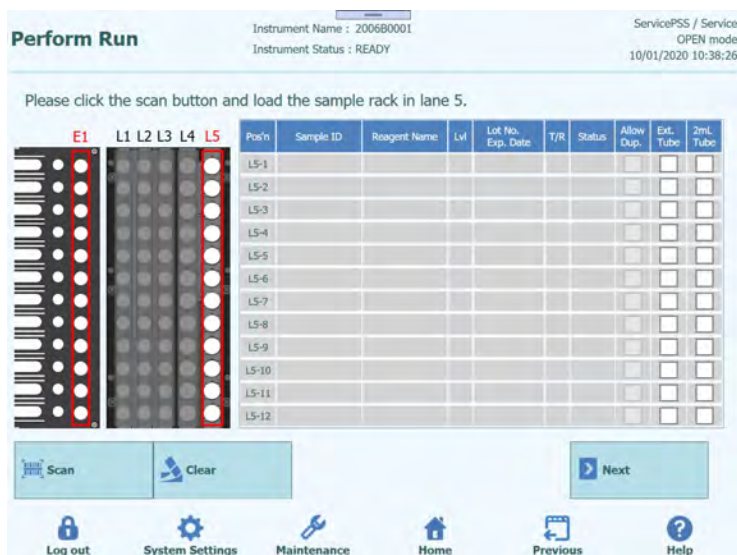 Perform Run
Instrument Name : 2006B0001
Instrument Status : READY
ServicePSS / Service
OPEN mode
10/01/2020 10:38:26
Please click the scan button and load the sample rack in lane 5.
E1 L1 L2 L3 L4 L5
Pos'n Sample ID Reagent Name Lvl Lot No. Exp. Date T/R Status Allow Dup. Ext. Tube 2mL Tube
L5-1
L5-2
L5-3
L5-4
L5-5
L5-6
L5-7
L5-8
L5-9
L5-10
L5-11
L5-12
Scan Clear Next
Log out System Settings Maintenance Home Previous Help